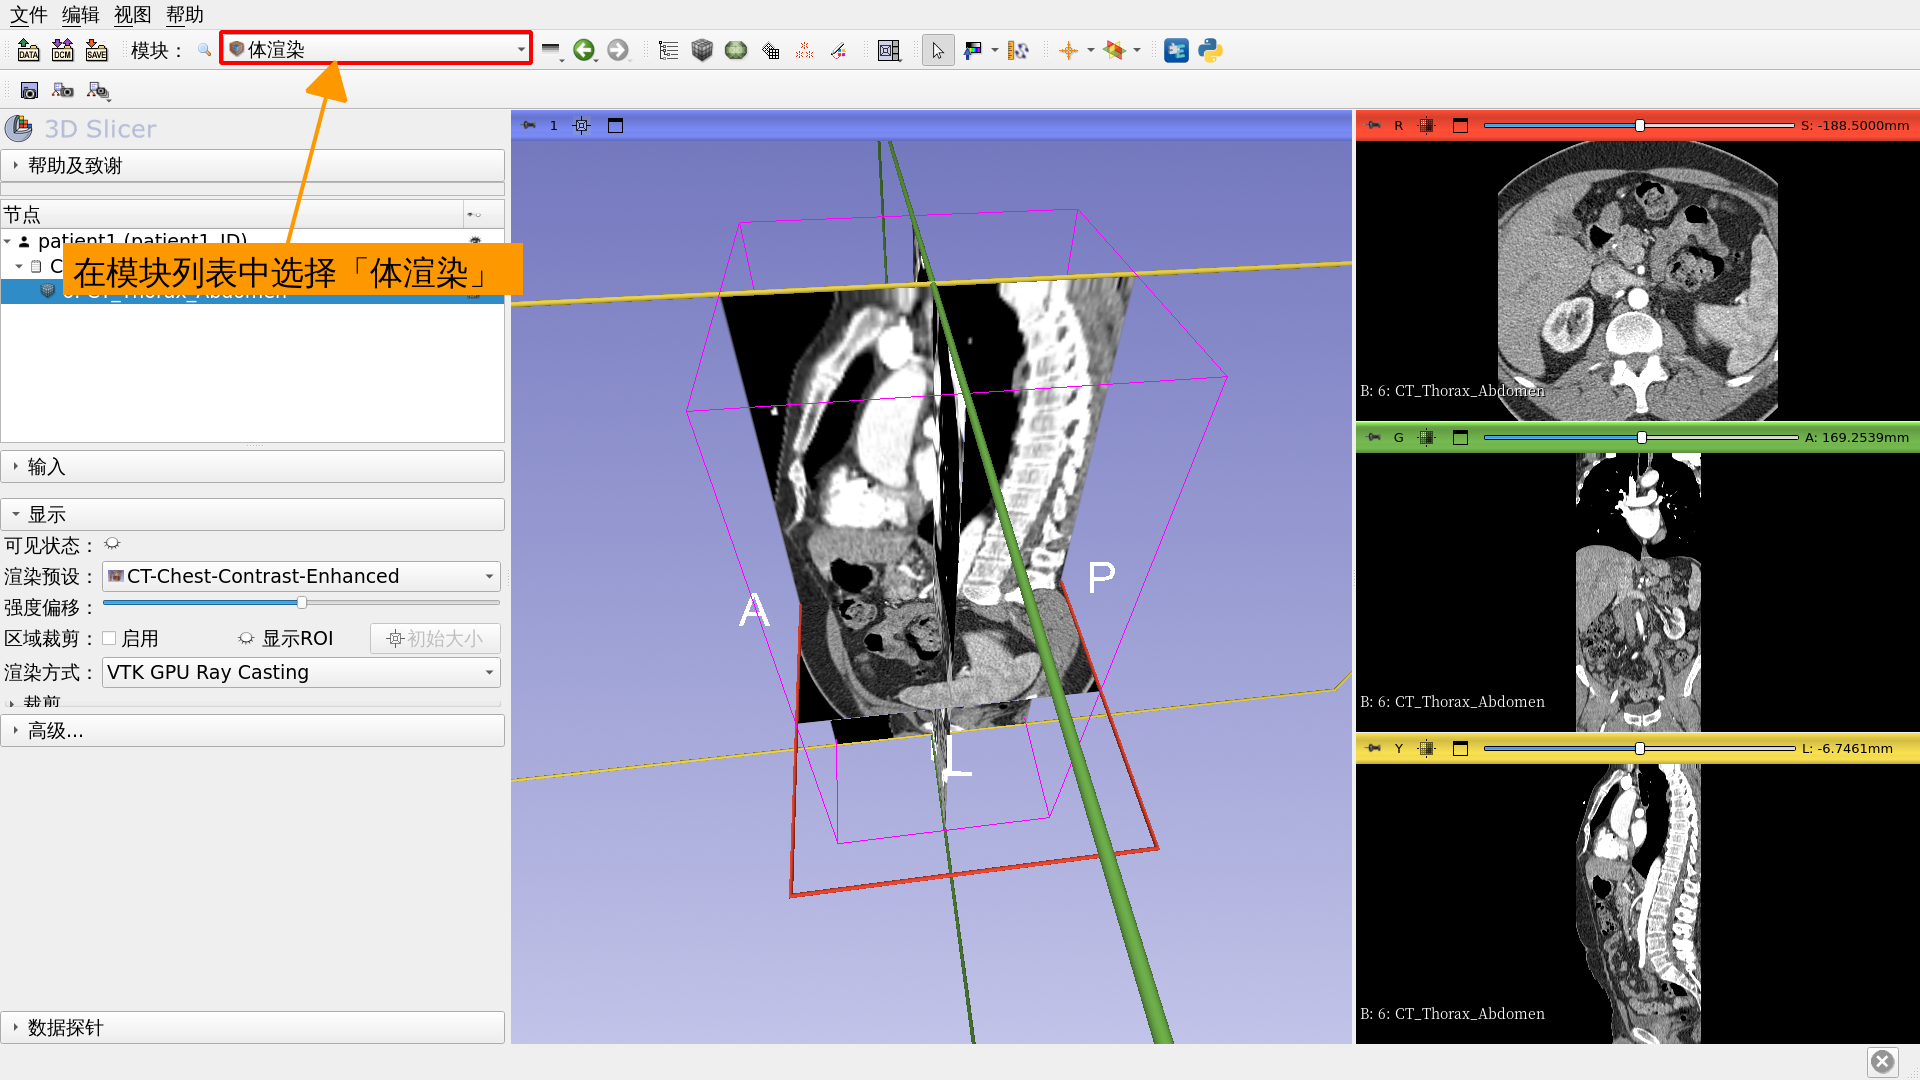 文件 编辑 视图 帮助
DATA DCM SAVE 模块： 体渲染
3D Slicer
帮助及致谢
节点
patient1 (patient1_ID)
C
在模块列表中选择「体渲染」
6: CT_Thorax_Abdomen
输入
显示
可见状态：
渲染预设： CT-Chest-Contrast-Enhanced
强度偏移：
区域裁剪： 启用 显示ROI 初始大小
渲染方式： VTK GPU Ray Casting
裁剪
高级...
数据探针
1
A
P
L
R S: -188.5000mm
B: 6: CT_Thorax_Abdomen
G A: 169.2539mm
B: 6: CT_Thorax_Abdomen
Y L: -6.7461mm
B: 6: CT_Thorax_Abdomen